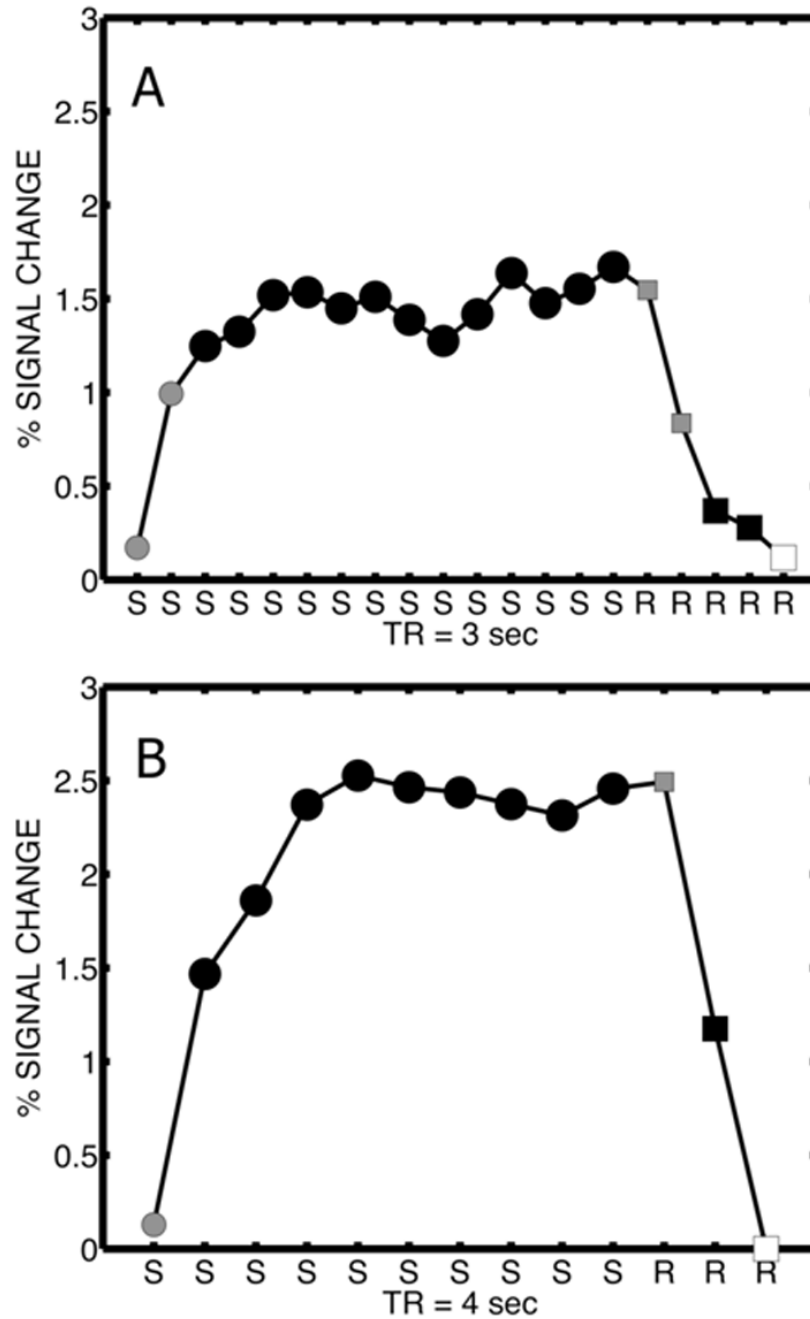 3
A
2.5
2
1.5
1
0.5
0
% SIGNAL CHANGE
S S S S S S S S S S S S S S S R R R R R
TR = 3 sec
3
B
2.5
2
1.5
1
0.5
0
% SIGNAL CHANGE
S S S S S S S S S S R R R
TR = 4 sec